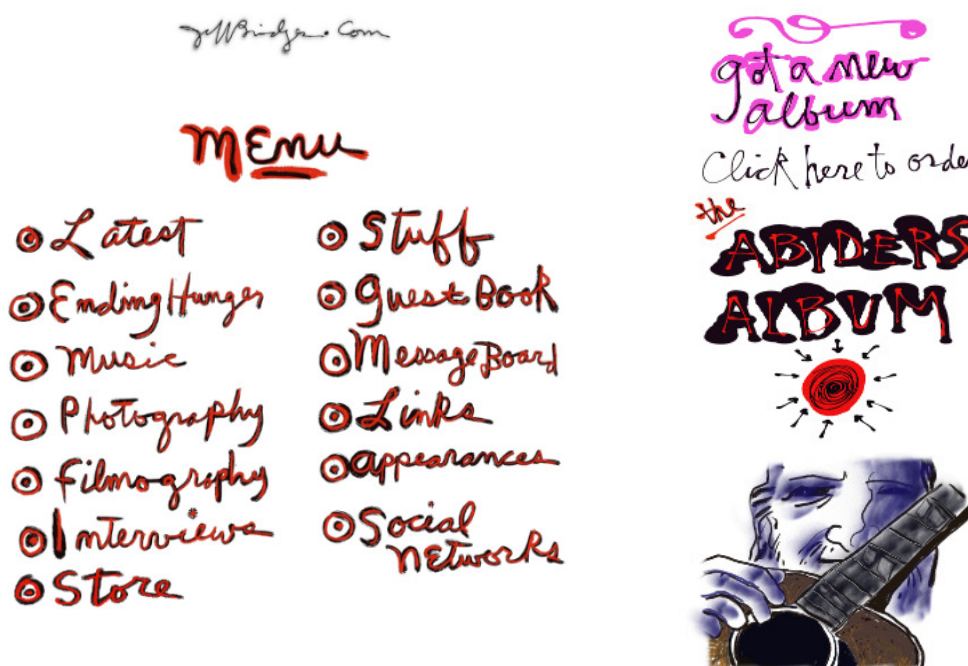 JeffBridges.Com
MEnu
Latest
Ending Hunger
Music
Photography
Filmography
Interviews
Store
Stuff
guest Book
Message Board
Links
appearances
Social
nETworks
got a new
album
Click here to order
the
ABIDERS
ALBUM